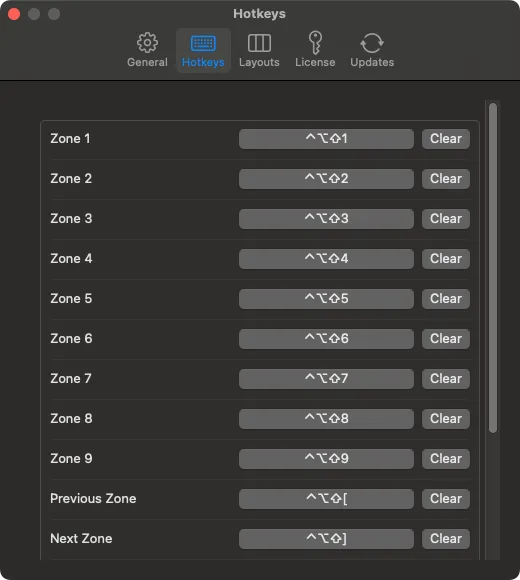 Hotkeys
General Hotkeys Layouts License Updates
Zone 1 ^⌥⇧1 Clear
Zone 2 ^⌥⇧2 Clear
Zone 3 ^⌥⇧3 Clear
Zone 4 ^⌥⇧4 Clear
Zone 5 ^⌥⇧5 Clear
Zone 6 ^⌥⇧6 Clear
Zone 7 ^⌥⇧7 Clear
Zone 8 ^⌥⇧8 Clear
Zone 9 ^⌥⇧9 Clear
Previous Zone ^⌥⇧[ Clear
Next Zone ^⌥⇧] Clear